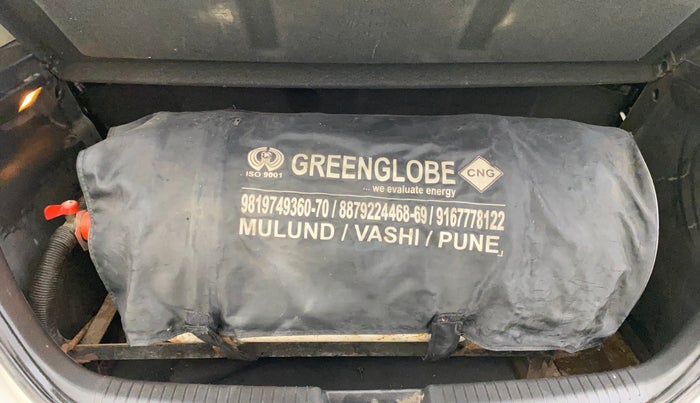 GREENGLOBE CNG
ISO 9001
... we evaluate energy
9819749360-70 / 8879224468-69 / 9167778122
MULUND / VASHI / PUNE